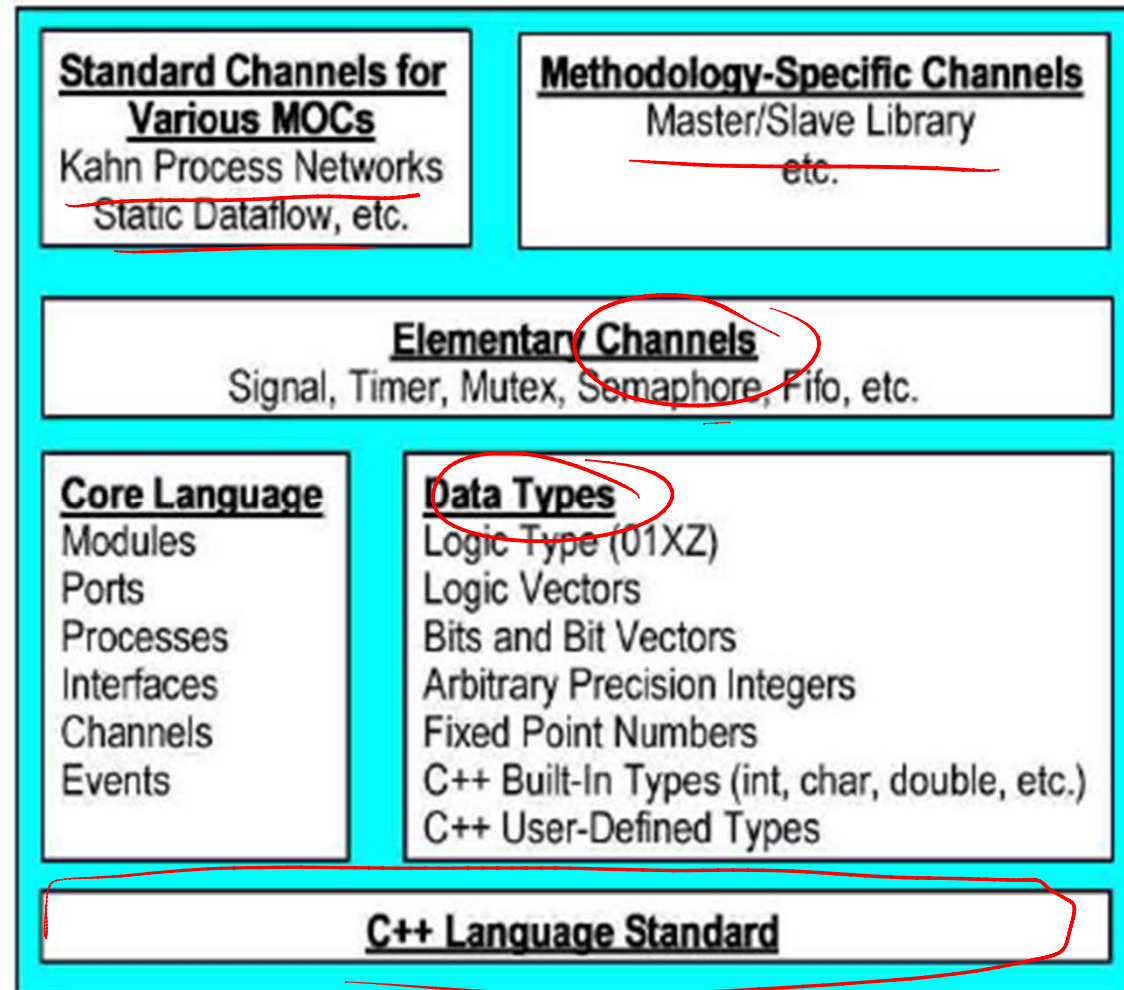 Standard Channels for
Various MOCs
Kahn Process Networks
Static Dataflow, etc.
Methodology-Specific Channels
Master/Slave Library
etc.
Elementary Channels
Signal, Timer, Mutex, Semaphore, Fifo, etc.
Core Language
Modules
Ports
Processes
Interfaces
Channels
Events
Data Types
Logic Type (01XZ)
Logic Vectors
Bits and Bit Vectors
Arbitrary Precision Integers
Fixed Point Numbers
C++ Built-In Types (int, char, double, etc.)
C++ User-Defined Types
C++ Language Standard